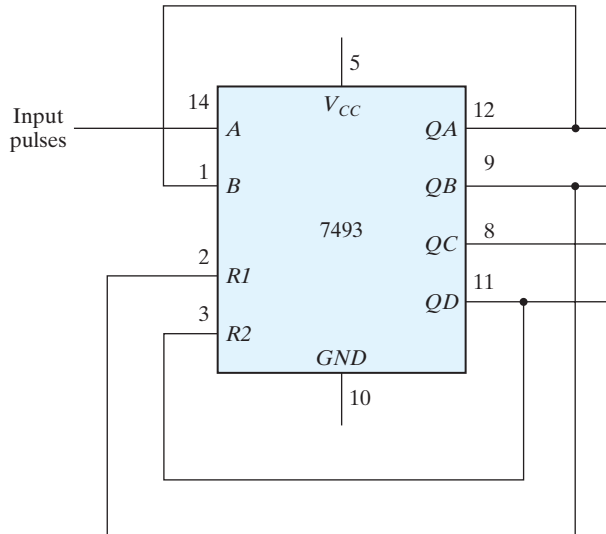 5
14
V_CC
12
Input
pulses
A
QA
1
9
B
QB
7493
8
QC
2
11
R1
QD
3
R2
GND
10